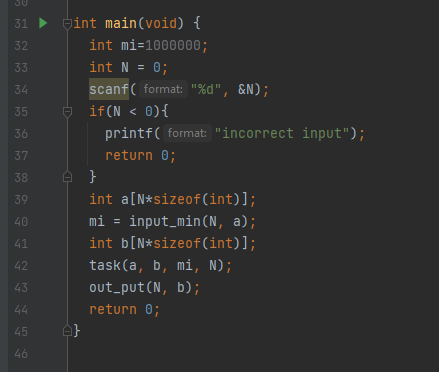 30
31 int main(void) {
32 int mi=1000000;
33 int N = 0;
34 scanf( format: "%d", &N);
35 if(N < 0){
36 printf( format: "incorrect input");
37 return 0;
38 }
39 int a[N*sizeof(int)];
40 mi = input_min(N, a);
41 int b[N*sizeof(int)];
42 task(a, b, mi, N);
43 out_put(N, b);
44 return 0;
45 }
46